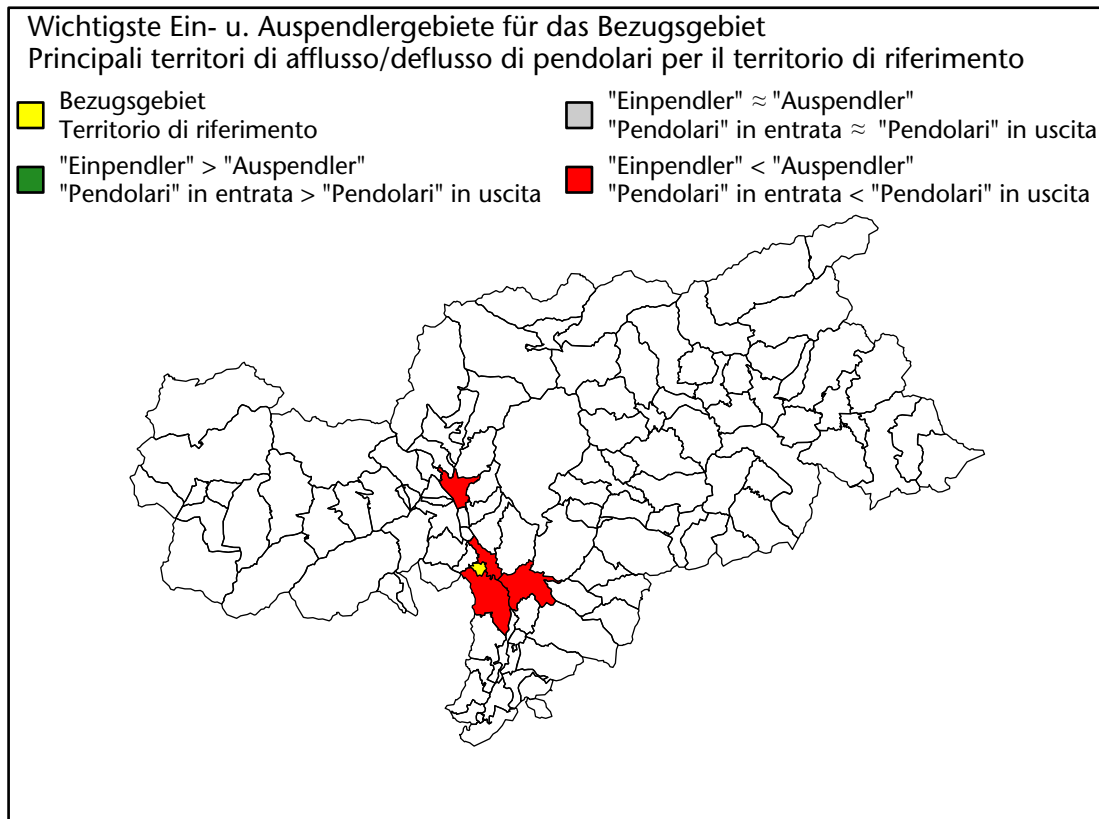 Wichtigste Ein- u. Auspendlergebiete für das Bezugsgebiet
Principali territori di afflusso/deflusso di pendolari per il territorio di riferimento
Bezugsgebiet
Territorio di riferimento
"Einpendler" ≈ "Auspendler"
"Pendolari" in entrata ≈ "Pendolari" in uscita
"Einpendler" > "Auspendler"
"Pendolari" in entrata > "Pendolari" in uscita
"Einpendler" < "Auspendler"
"Pendolari" in entrata < "Pendolari" in uscita